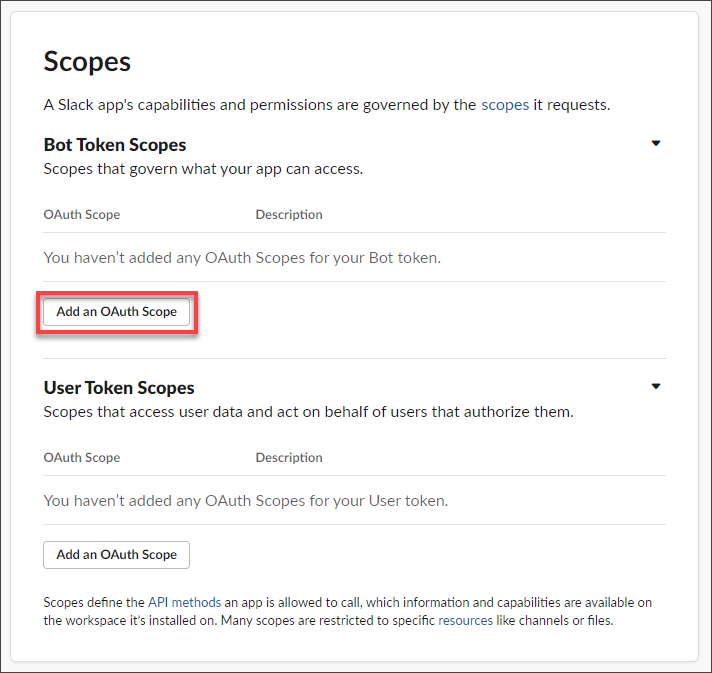 Scopes
A Slack app's capabilities and permissions are governed by the scopes it requests.
Bot Token Scopes
Scopes that govern what your app can access.
OAuth Scope Description
You haven’t added any OAuth Scopes for your Bot token.
Add an OAuth Scope
User Token Scopes
Scopes that access user data and act on behalf of users that authorize them.
OAuth Scope Description
You haven’t added any OAuth Scopes for your User token.
Add an OAuth Scope
Scopes define the API methods an app is allowed to call, which information and capabilities are available on
the workspace it’s installed on. Many scopes are restricted to specific resources like channels or files.